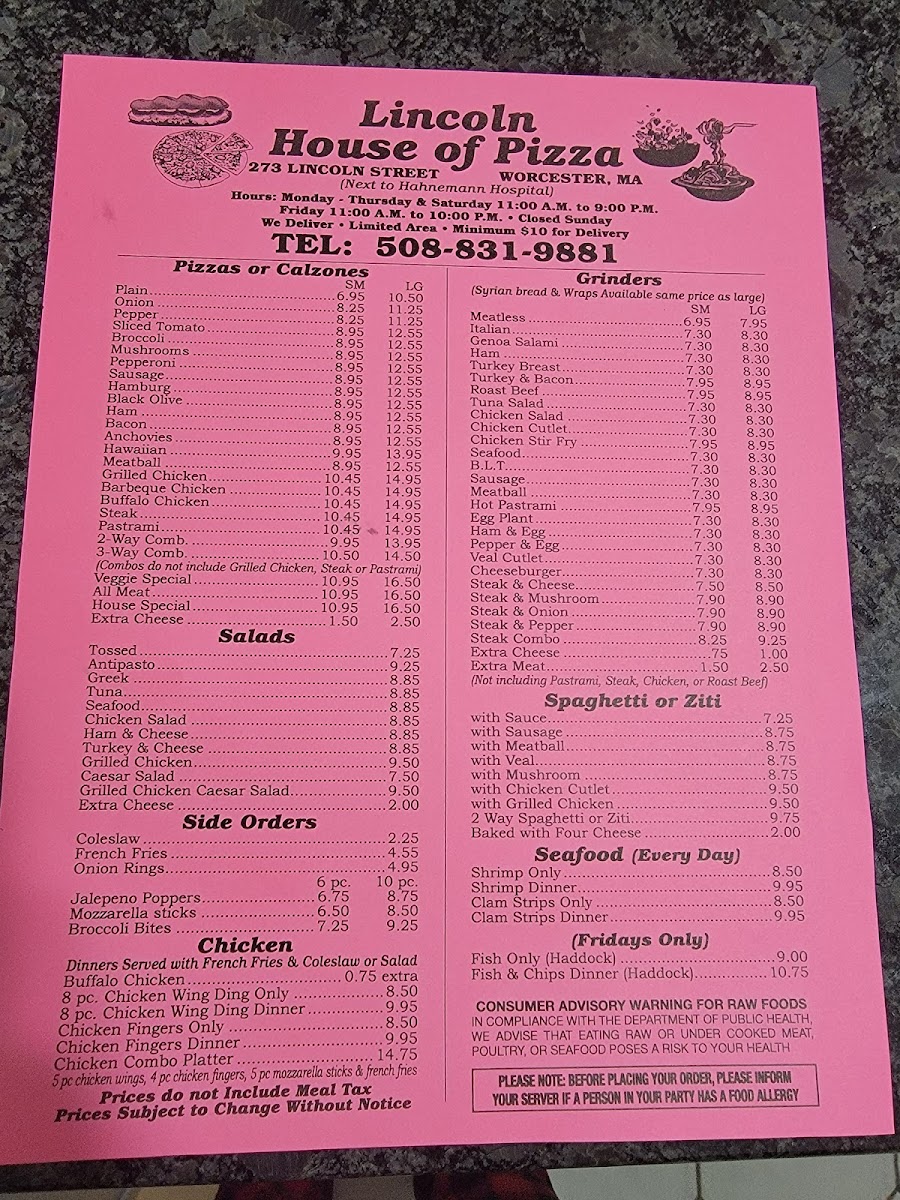 Lincoln
House of Pizza
273 LINCOLN STREET WORCESTER, MA
(Next to Hahnemann Hospital)
Hours: Monday - Thursday & Saturday 11:00 A.M. to 9:00 P.M.
Friday 11:00 A.M. to 10:00 P.M. • Closed Sunday
We Deliver • Limited Area • Minimum $10 for Delivery
TEL: 508-831-9881
Pizzas or Calzones
SM LG
Plain 6.95 10.50
Onion 8.25 11.25
Pepper 8.25 11.25
Sliced Tomato 8.95 12.55
Broccoli 8.95 12.55
Mushrooms 8.95 12.55
Pepperoni 8.95 12.55
Sausage 8.95 12.55
Hamburg 8.95 12.55
Black Olive 8.95 12.55
Ham 8.95 12.55
Bacon 8.95 12.55
Anchovies 8.95 12.55
Hawaiian 9.95 13.95
Meatball 8.95 12.55
Grilled Chicken 10.45 14.95
Barbeque Chicken 10.45 14.95
Buffalo Chicken 10.45 14.95
Steak 10.45 14.95
Pastrami 10.45 14.95
2-Way Comb. 9.95 13.95
3-Way Comb. 10.50 14.50
(Combos do not include Grilled Chicken, Steak or Pastrami)
Veggie Special 10.95 16.50
All Meat 10.95 16.50
House Special 10.95 16.50
Extra Cheese 1.50 2.50
Salads
Tossed 7.25
Antipasto 9.25
Greek 8.85
Tuna 8.85
Seafood 8.85
Chicken Salad 8.85
Ham & Cheese 8.85
Turkey & Cheese 8.85
Grilled Chicken 9.50
Caesar Salad 7.50
Grilled Chicken Caesar Salad 9.50
Extra Cheese 2.00
Side Orders
Coleslaw 2.25
French Fries 4.55
Onion Rings 4.95
6 pc. 10 pc.
Jalepeno Poppers 6.75 8.75
Mozzarella sticks 6.50 8.50
Broccoli Bites 7.25 9.25
Chicken
Dinners Served with French Fries & Coleslaw or Salad
Buffalo Chicken 0.75 extra
8 pc. Chicken Wing Ding Only 8.50
8 pc. Chicken Wing Ding Dinner 9.95
Chicken Fingers Only 8.50
Chicken Fingers Dinner 9.95
Chicken Combo Platter 14.75
5 pc chicken wings, 4 pc chicken fingers, 5 pc mozzarella sticks & french fries
Prices do not Include Meal Tax
Prices Subject to Change Without Notice
Grinders
(Syrian bread & Wraps Available same price as large)
SM LG
Meatless 6.95 7.95
Italian 7.30 8.30
Genoa Salami 7.30 8.30
Ham 7.30 8.30
Turkey Breast 7.30 8.30
Turkey & Bacon 7.95 8.95
Roast Beef 7.95 8.95
Tuna Salad 7.30 8.30
Chicken Salad 7.30 8.30
Chicken Cutlet 7.30 8.30
Chicken Stir Fry 7.95 8.95
Seafood 7.30 8.30
B.L.T. 7.30 8.30
Sausage 7.30 8.30
Meatball 7.30 8.30
Hot Pastrami 7.95 8.95
Egg Plant 7.30 8.30
Ham & Egg 7.30 8.30
Pepper & Egg 7.30 8.30
Veal Cutlet 7.30 8.30
Cheeseburger 7.30 8.30
Steak & Cheese 7.50 8.50
Steak & Mushroom 7.90 8.90
Steak & Onion 7.90 8.90
Steak & Pepper 7.90 8.90
Steak Combo 8.25 9.25
Extra Cheese .75 1.00
Extra Meat 1.50 2.50
(Not including Pastrami, Steak, Chicken, or Roast Beef)
Spaghetti or Ziti
with Sauce 7.25
with Sausage 8.75
with Meatball 8.75
with Veal 8.75
with Mushroom 8.75
with Chicken Cutlet 9.50
with Grilled Chicken 9.50
2 Way Spaghetti or Ziti 9.75
Baked with Four Cheese 2.00
Seafood (Every Day)
Shrimp Only 8.50
Shrimp Dinner 9.95
Clam Strips Only 8.50
Clam Strips Dinner 9.95
(Fridays Only)
Fish Only (Haddock) 9.00
Fish & Chips Dinner (Haddock) 10.75
CONSUMER ADVISORY WARNING FOR RAW FOODS
IN COMPLIANCE WITH THE DEPARTMENT OF PUBLIC HEALTH,
WE ADVISE THAT EATING RAW OR UNDER COOKED MEAT,
POULTRY, OR SEAFOOD POSES A RISK TO YOUR HEALTH
PLEASE NOTE: BEFORE PLACING YOUR ORDER, PLEASE INFORM
YOUR SERVER IF A PERSON IN YOUR PARTY HAS A FOOD ALLERGY